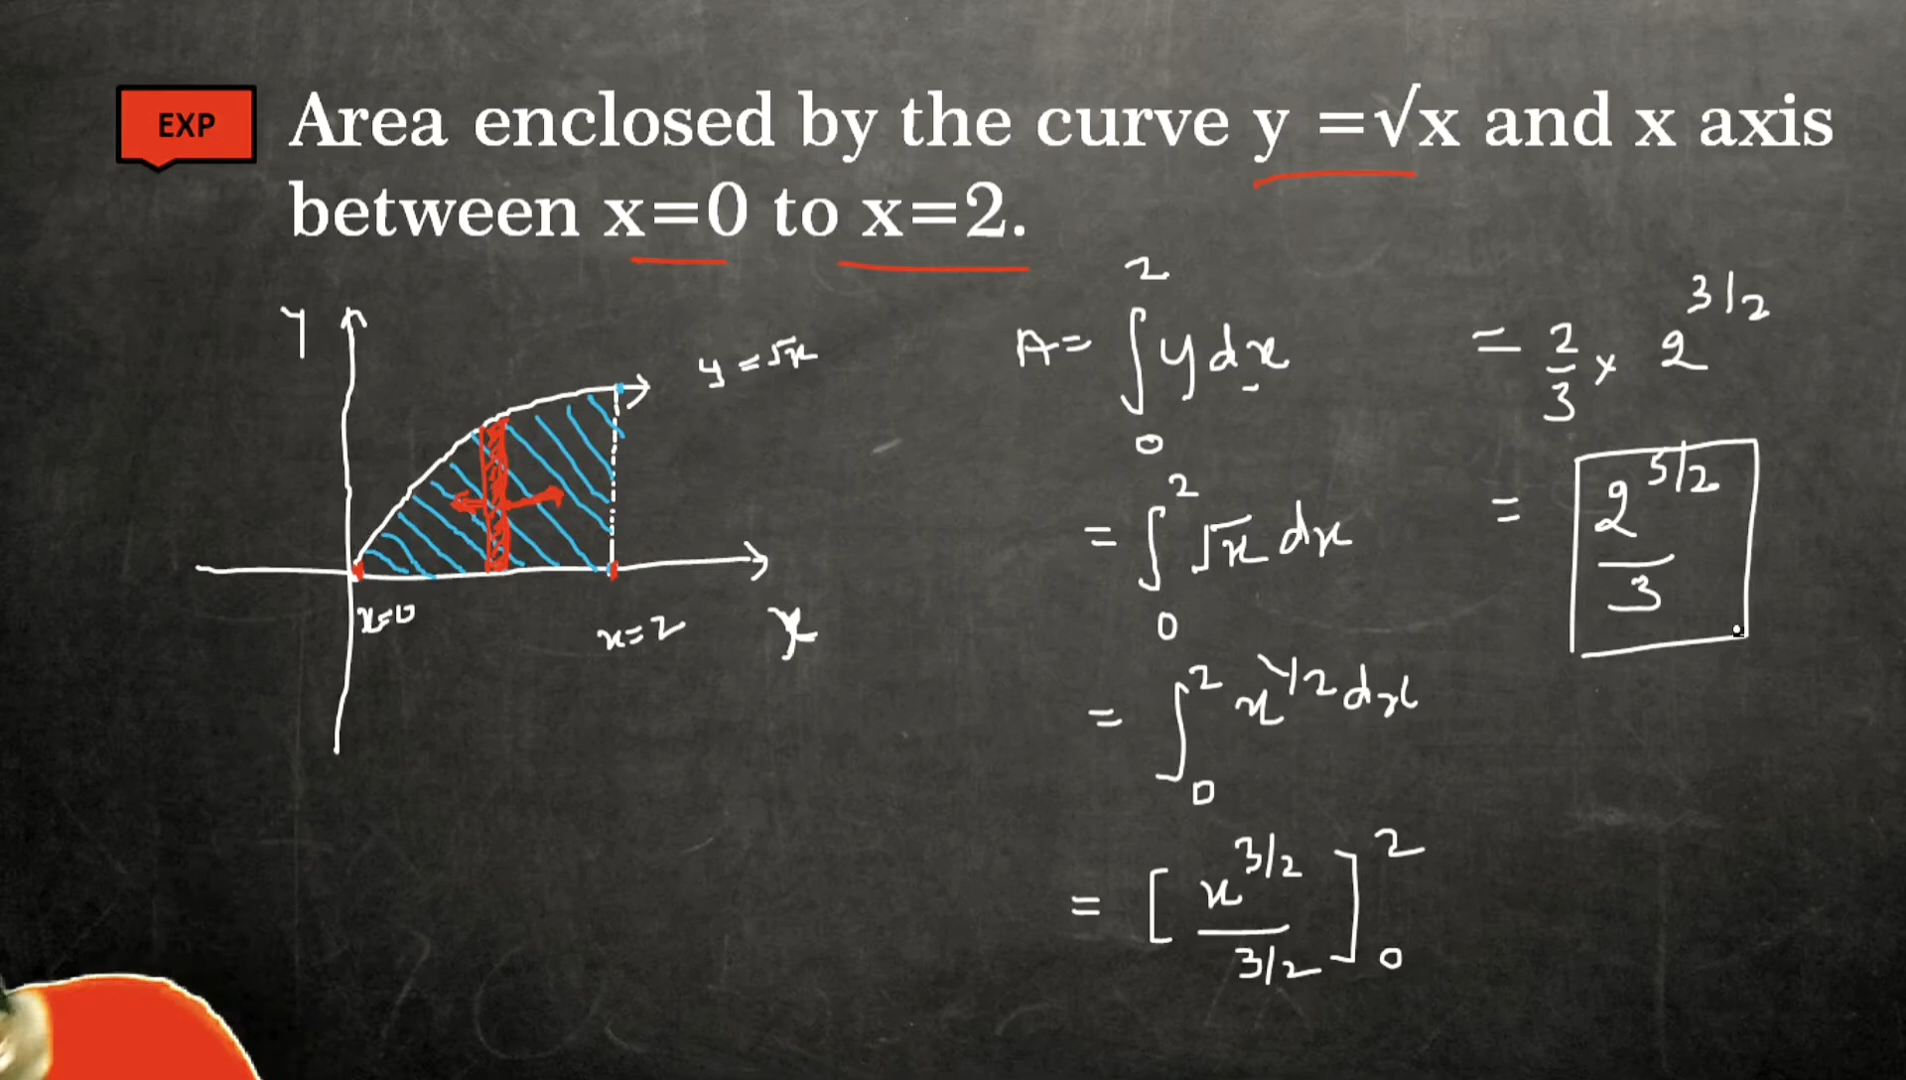 EXP
Area enclosed by the curve y =√x and x axis
between x=0 to x=2.
Y
y = √x
x=0
x=2
x
A = ∫₀² y dx
= ∫₀² √x dx
= ∫₀² x^1/2 dx
= [ x^3/2 / 3/2 ]₀²
= 2/3 × 2^3/2
= 2^5/2 / 3